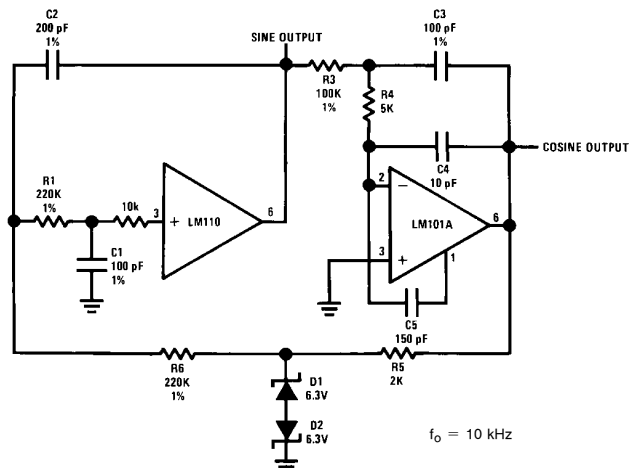 C2
200 pF
1%
SINE OUTPUT
C3
100 pF
1%
R3
100K
1%
R4
5K
C4
10 pF
COSINE OUTPUT
R1
220K
1%
10k
3
+
LM110
6
2
−
LM101A
6
3
+
1
C1
100 pF
1%
C5
150 pF
R6
220K
1%
R5
2K
D1
6.3V
D2
6.3V
fo = 10 kHz